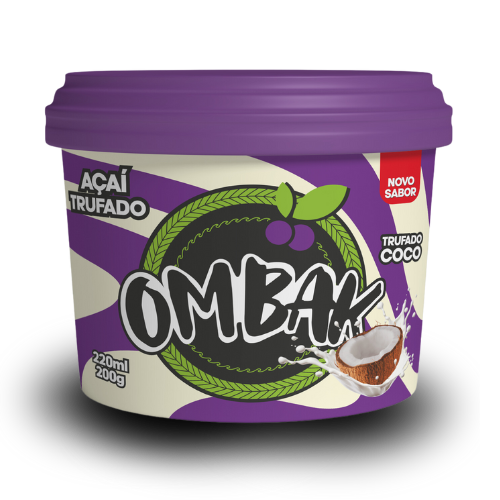 AÇAÍ
TRUFADO
NOVO
SABOR
TRUFADO
COCO
OMBAK
220ml
200g